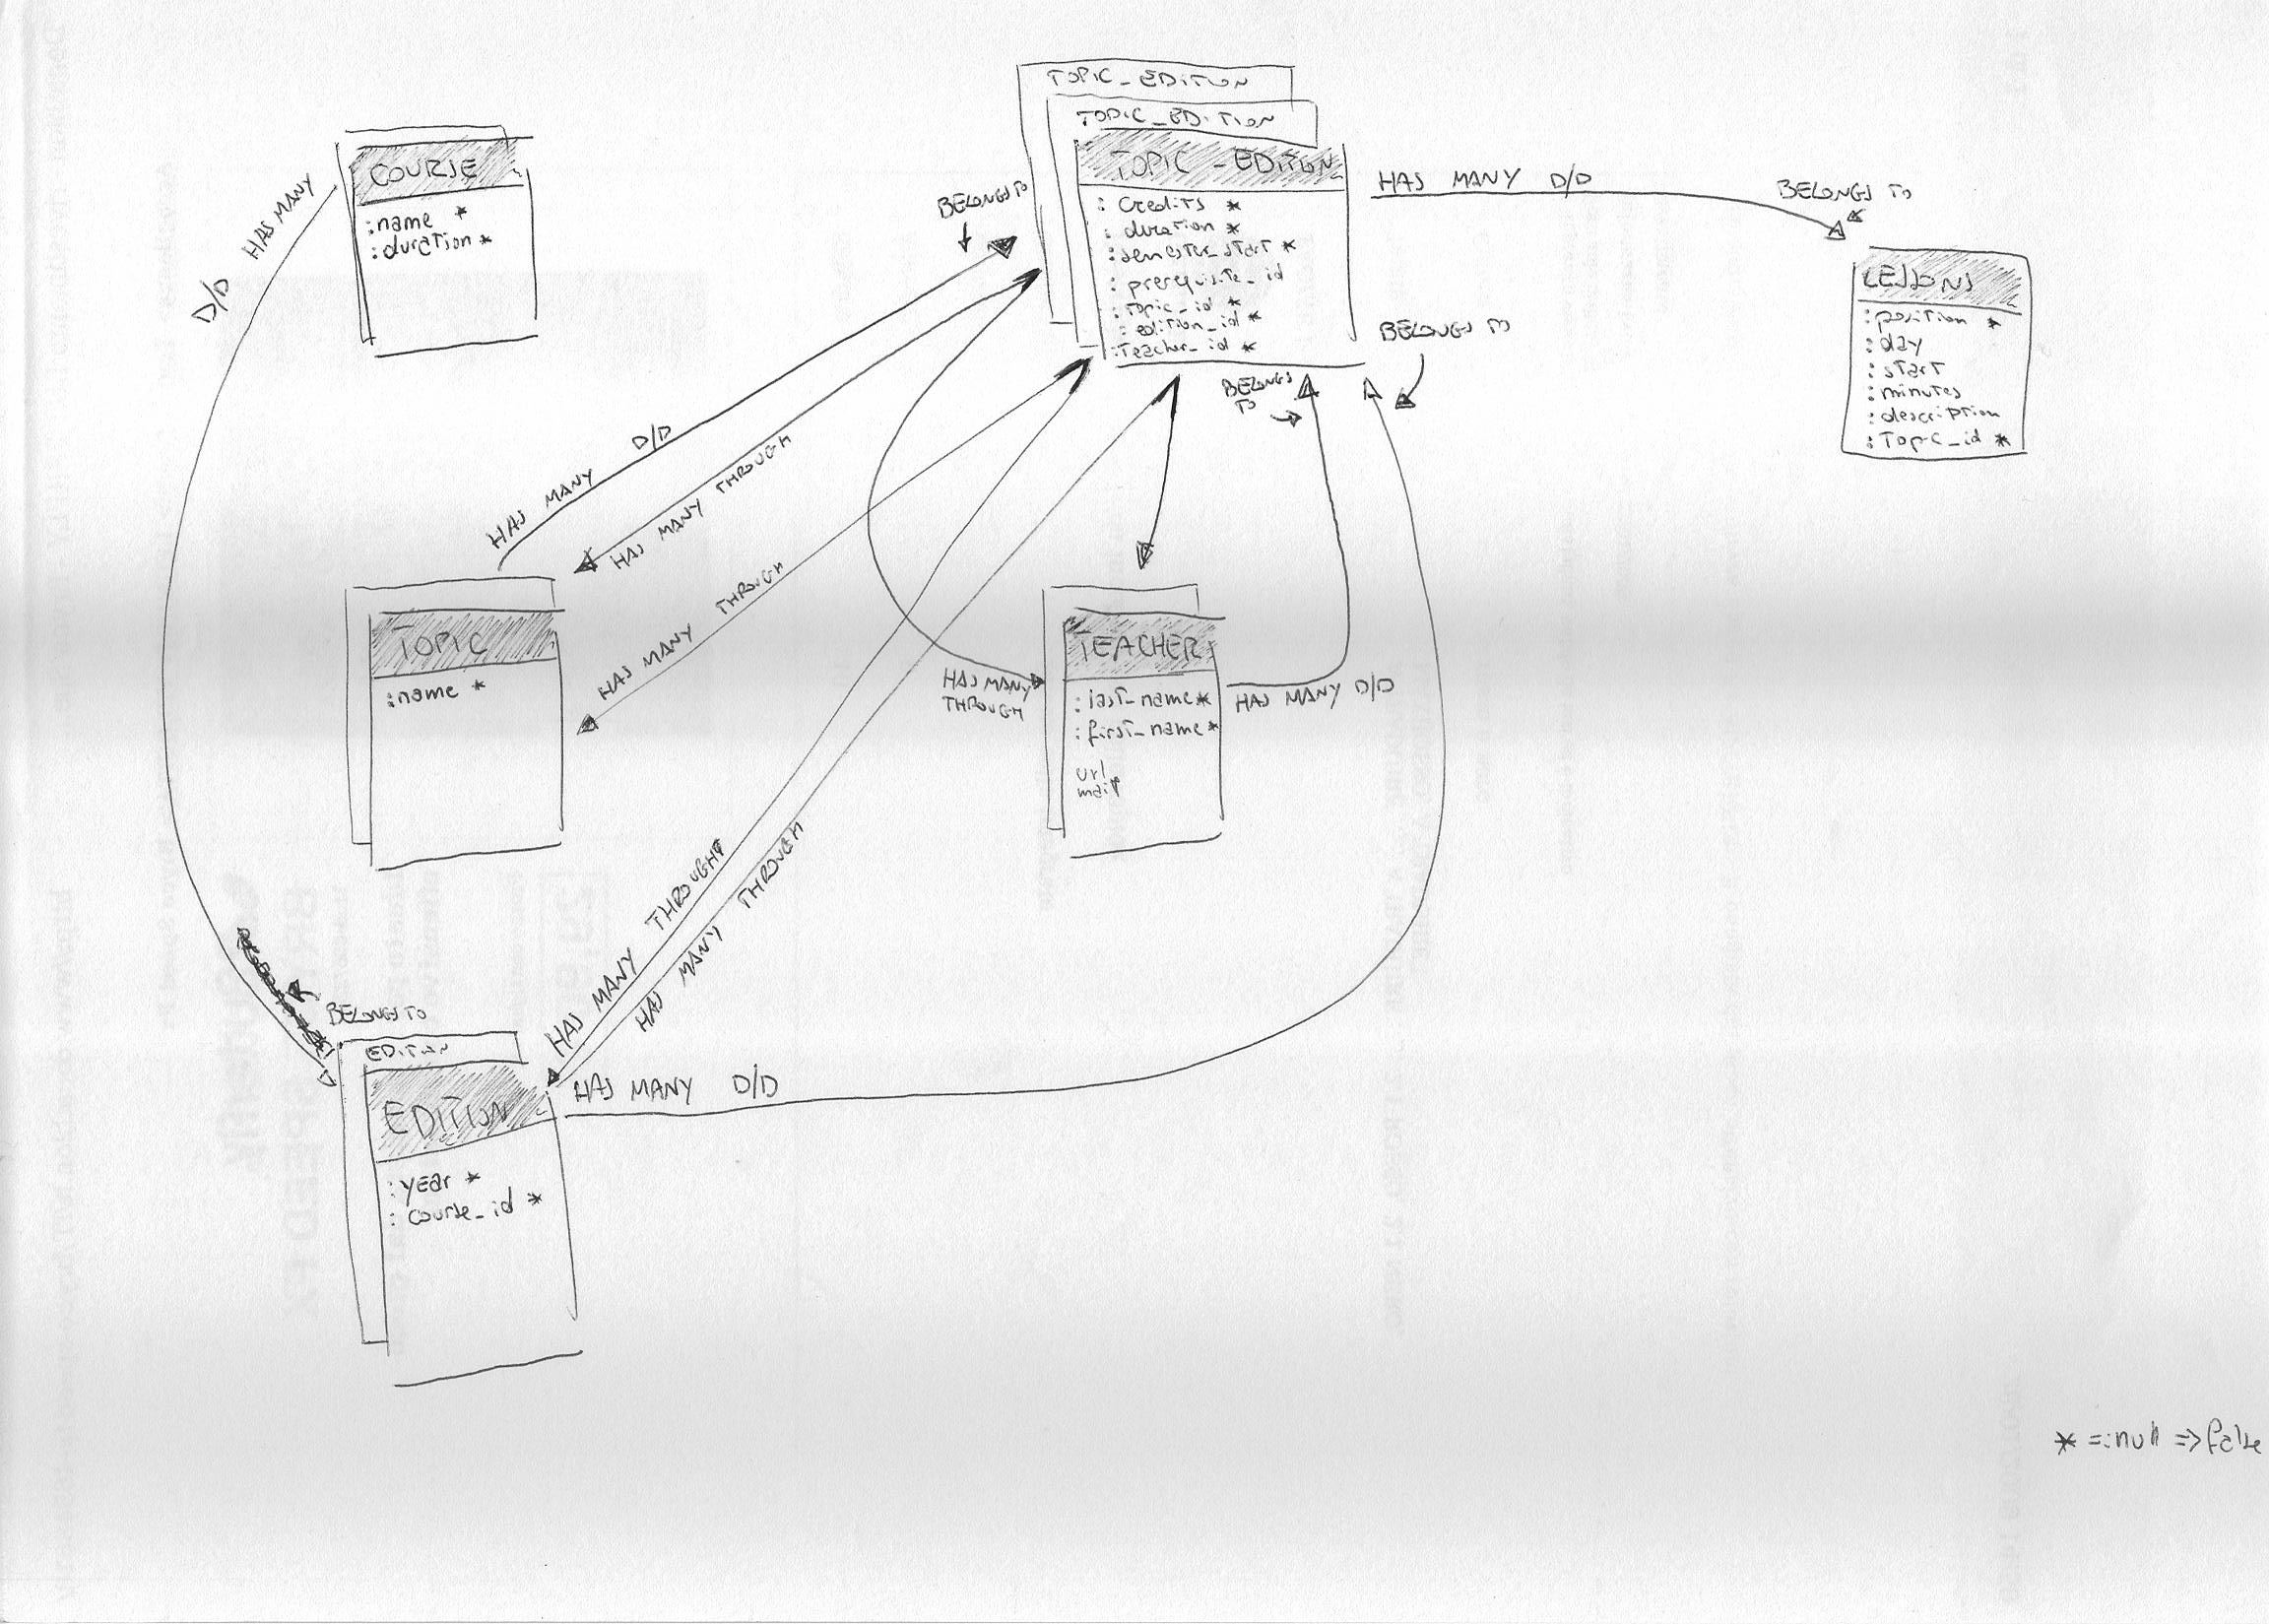 TOPIC_EDITION
TOPIC_EDITION
TOPIC_EDITION
: Credits *
: duration *
:semester_start *
: prerequisite_id
: topic_id *
: edition_id *
:Teacher_id *
COURSE
:name *
:duration *
D/D HAS MANY
BELONGS TO
HAS MANY D/D
BELONGS TO
LESSONS
:position *
:day
:start
:minutes
:description
:Topic_id *
BELONGS TO
BELONGS
TO
HAS MANY D/D
HAS MANY THROUGH
HAS MANY THROUGH
TOPIC
:name *
TEACHER
:last_name *
:first_name *
url
mail
HAS MANY
THROUGH
HAS MANY D/D
HAS MANY THROUGHT
HAS MANY THROUGH
BELONGS TO
EDITION
EDITION
:year *
:course_id *
HAS MANY D/D
* =:null => false